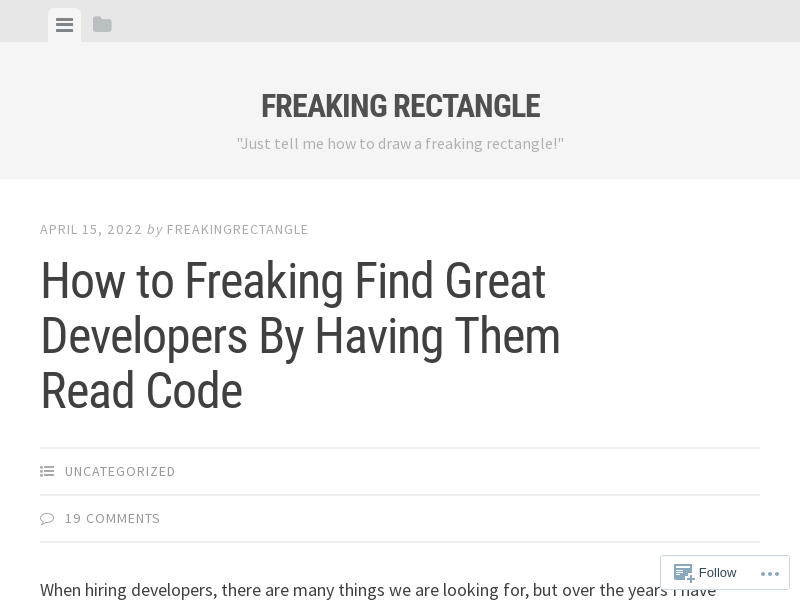 FREAKING RECTANGLE
"Just tell me how to draw a freaking rectangle!"
APRIL 15, 2022 by FREAKINGRECTANGLE
How to Freaking Find Great
Developers By Having Them
Read Code
UNCATEGORIZED
19 COMMENTS
When hiring developers, there are many things we are looking for, but over the years I have
Follow